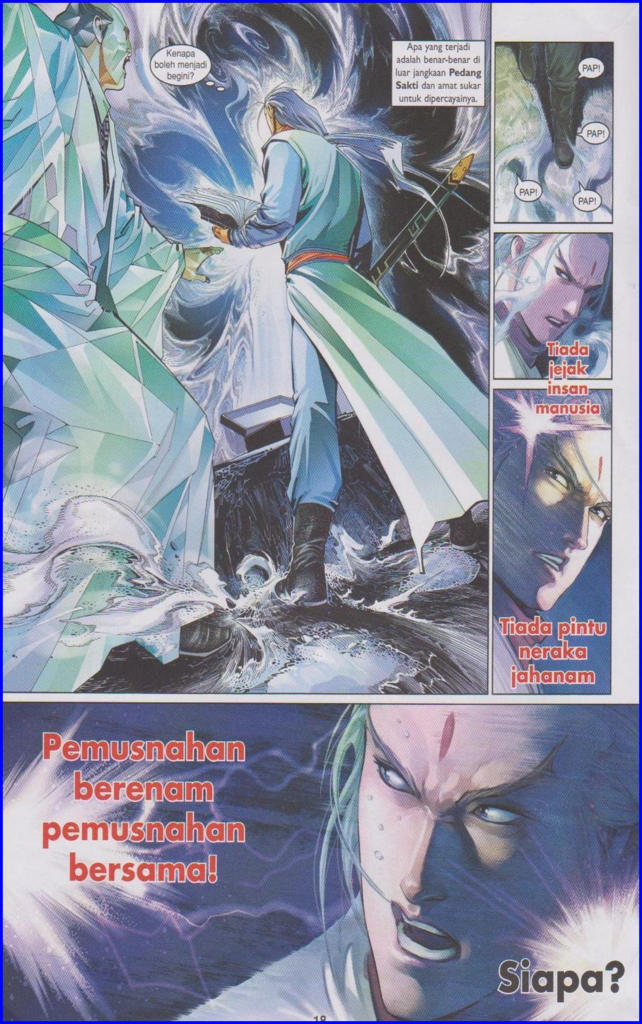 Kenapa
boleh menjadi
begini?
Apa yang terjadi
adalah benar-benar di
luar jangkaan Pedang
Sakti dan amat sukar
untuk dipercayainya.
PAP!
PAP!
PAP!
PAP!
Tiada
jejak
insan
manusia
Tiada pintu
neraka
jahanam
Pemusnahan
berenam
pemusnahan
bersama!
Siapa?
18